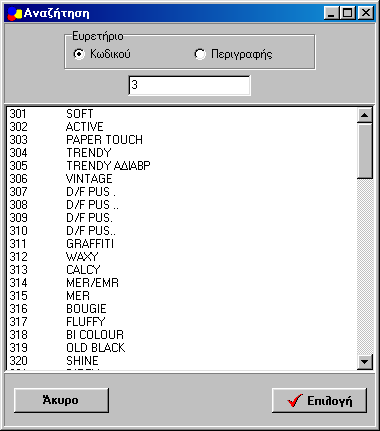 Αναζήτηση
Ευρετήριο
Κωδικού Περιγραφής
3
301 SOFT
302 ACTIVE
303 PAPER TOUCH
304 TRENDY
305 TRENDY ΑΔΙΑΒΡ
306 VINTAGE
307 D/F PUS .
308 D/F PUS ..
309 D/F PUS.
310 D/F PUS..
311 GRAFFITI
312 WAXY
313 CALCY
314 MER/EMR
315 MER
316 BOUGIE
317 FLUFFY
318 BI COLOUR
319 OLD BLACK
320 SHINE
Άκυρο Επιλογή